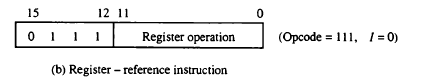 15 12 11 0
0 1 1 1 Register operation (Opcode = 111, I = 0)
(b) Register – reference instruction